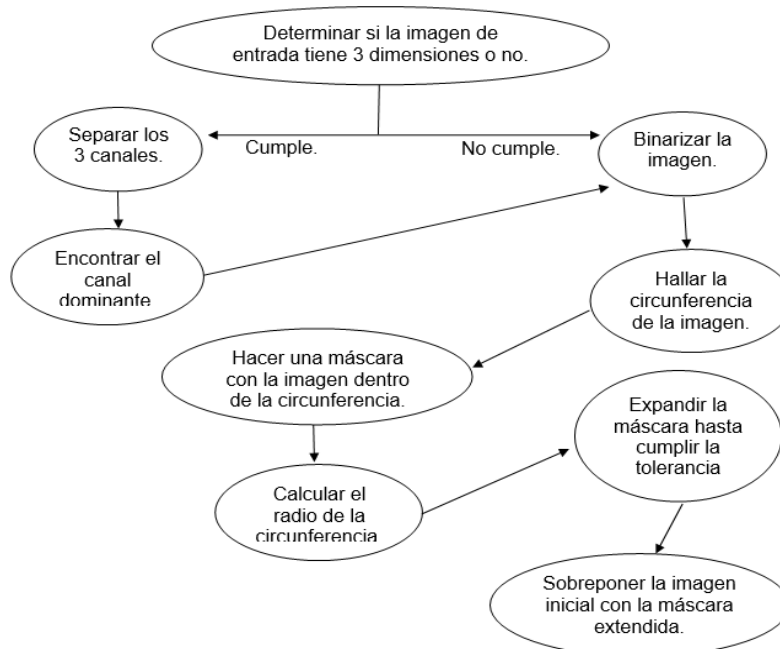 Determinar si la imagen de
entrada tiene 3 dimensiones o no.
Separar los
3 canales.
Cumple.
No cumple.
Binarizar la
imagen.
Encontrar el
canal
dominante
Hallar la
circunferencia
de la imagen.
Hacer una máscara
con la imagen dentro
de la circunferencia.
Expandir la
máscara hasta
cumplir la
tolerancia
Calcular el
radio de la
circunferencia
Sobreponer la imagen
inicial con la máscara
extendida.